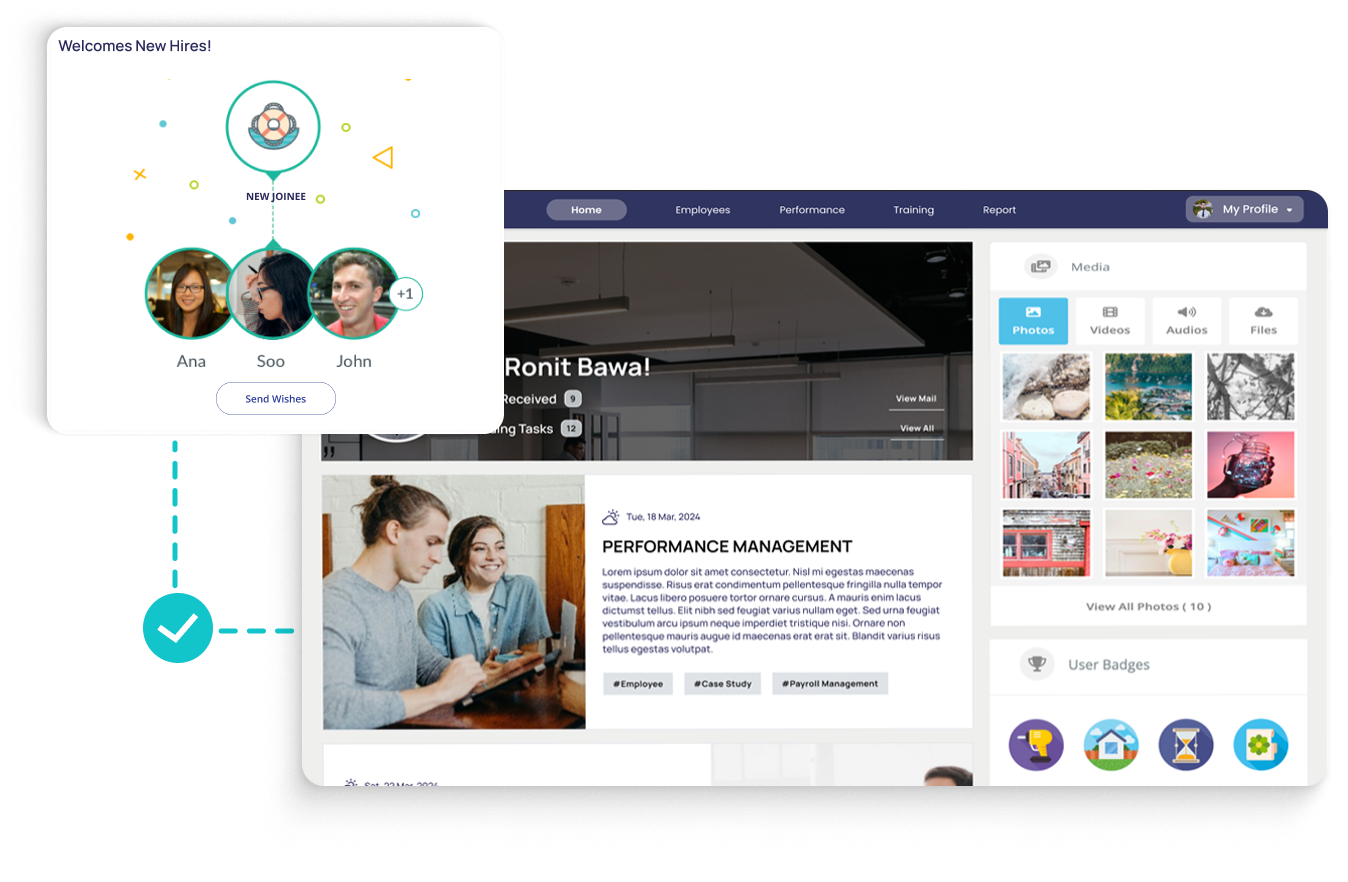 Welcomes New Hires!
NEW JOINEE
+1
Ana
Soo
John
Send Wishes
Home
Employees
Performance
Training
Report
My Profile
Ronit Bawa!
Received 9
ing Tasks 12
View Mail
View All
Tue, 18 Mar, 2024
PERFORMANCE MANAGEMENT
Lorem ipsum dolor sit amet consectetur. Nisl mi egestas maecenas
suspendisse. Risus erat condimentum pellentesque fringilla nulla tempor
vitae. Lacus libero posuere tortor ornare cursus. A mauris enim lacus
dictumst tellus. Elit nibh sed feugiat varius nullam eget. Sed urna feugiat
vestibulum arcu ipsum neque imperdiet tristique nisi. Ornare non
pellentesque mauris augue id maecenas erat erat sit. Blandit varius risus
tellus egestas volutpat.
#Employee
#Case Study
#Payroll Management
Sat, 22 Mar, 2024
Media
Photos
Videos
Audios
Files
View All Photos ( 10 )
User Badges